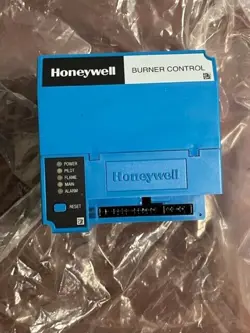 Honeywell
BURNER CONTROL
POWER
PILOT
FLAME
MAIN
ALARM
RESET
Honeywell